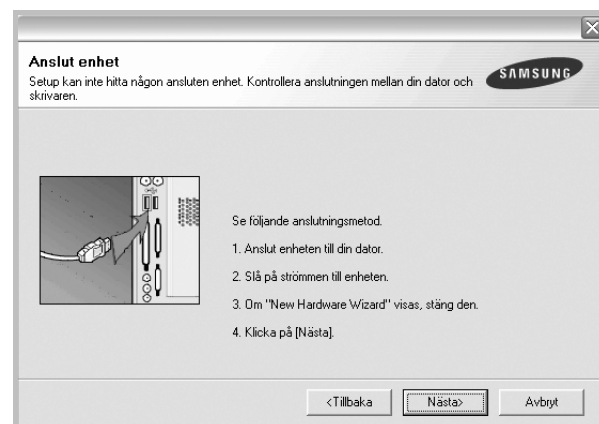 Anslut enhet
Setup kan inte hitta någon ansluten enhet. Kontrollera anslutningen mellan din dator och
skrivaren.
SAMSUNG
Se följande anslutningsmetod.
1. Anslut enheten till din dator.
2. Slå på strömmen till enheten.
3. Om "New Hardware Wizard" visas, stäng den.
4. Klicka på [Nästa].
<Tillbaka
Nästa>
Avbryt